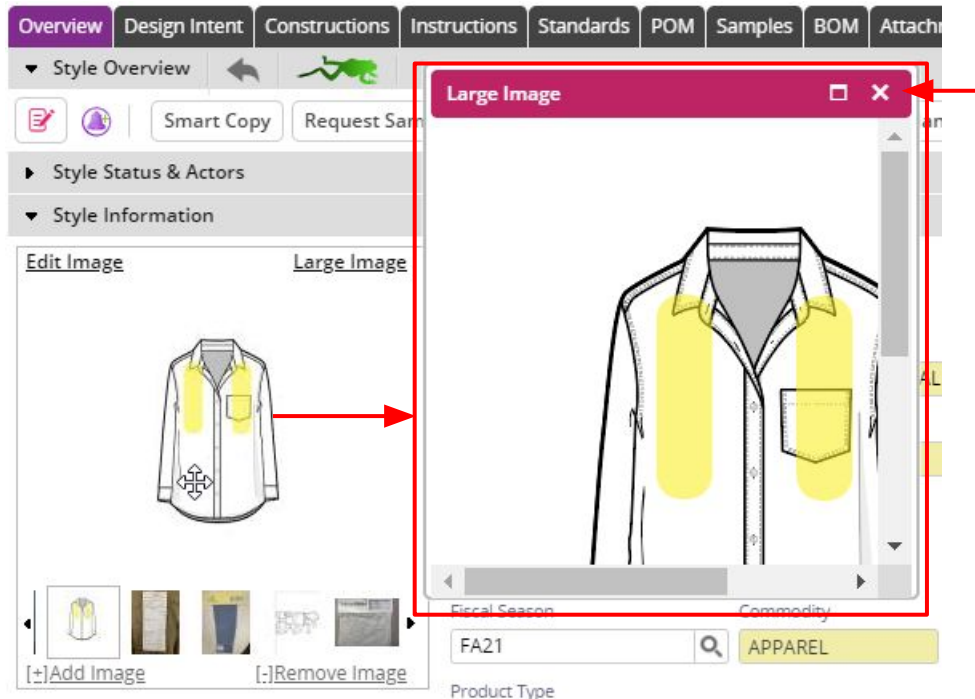 Overview Design Intent Constructions Instructions Standards POM Samples BOM
Style Overview
Large Image
Smart Copy Request
Style Status & Actors
Style Information
Edit Image Large Image
Fiscal Season Commodity
FA21 APPAREL
[+]Add Image [-]Remove Image
Product Type